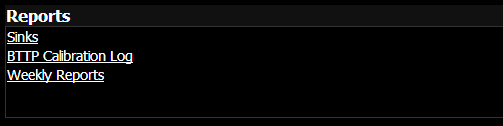 Reports
Sinks
BTTP Calibration Log
Weekly Reports